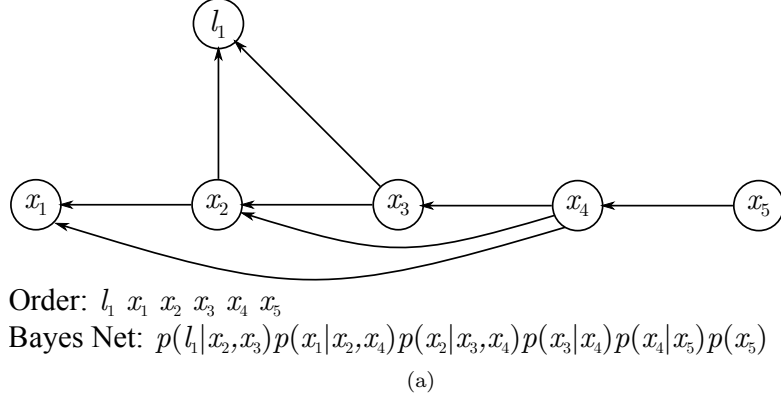 l₁
x₁ x₂ x₃ x₄ x₅
Order: l₁ x₁ x₂ x₃ x₄ x₅
Bayes Net: p(l₁|x₂,x₃)p(x₁|x₂,x₄)p(x₂|x₃,x₄)p(x₃|x₄)p(x₄|x₅)p(x₅)
(a)